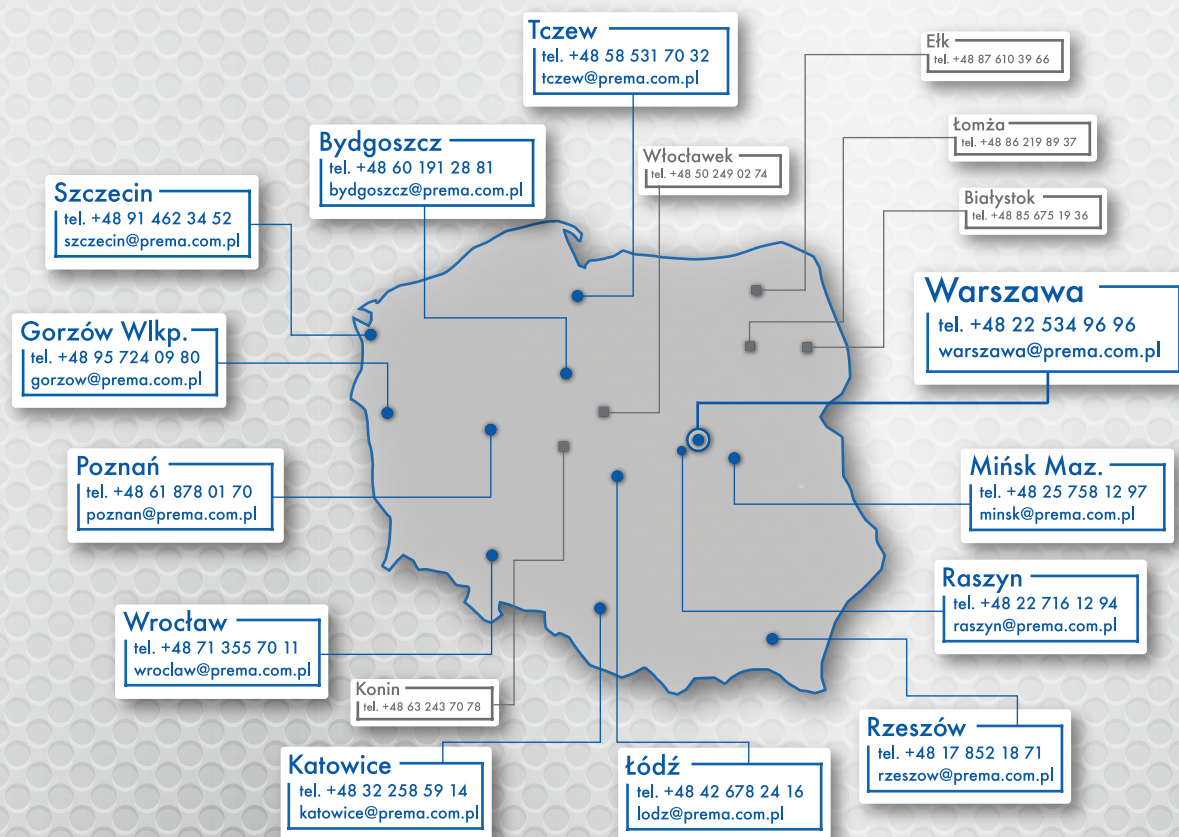 Tczew
tel. +48 58 531 70 32
tczew@prema.com.pl
Ełk
tel. +48 87 610 39 66
Bydgoszcz
tel. +48 60 191 28 81
bydgoszcz@prema.com.pl
Włocławek
tel. +48 50 249 02 74
Łomża
tel. +48 86 219 89 37
Szczecin
tel. +48 91 462 34 52
szczecin@prema.com.pl
Białystok
tel. +48 85 675 19 36
Warszawa
tel. +48 22 534 96 96
warszawa@prema.com.pl
Gorzów Wlkp.
tel. +48 95 724 09 80
gorzow@prema.com.pl
Poznań
tel. +48 61 878 01 70
poznan@prema.com.pl
Mińsk Maz.
tel. +48 25 758 12 97
minsk@prema.com.pl
Raszyn
tel. +48 22 716 12 94
raszyn@prema.com.pl
Wrocław
tel. +48 71 355 70 11
wroclaw@prema.com.pl
Konin
tel. +48 63 243 70 78
Rzeszów
tel. +48 17 852 18 71
rzeszow@prema.com.pl
Katowice
tel. +48 32 258 59 14
katowice@prema.com.pl
Łódź
tel. +48 42 678 24 16
lodz@prema.com.pl